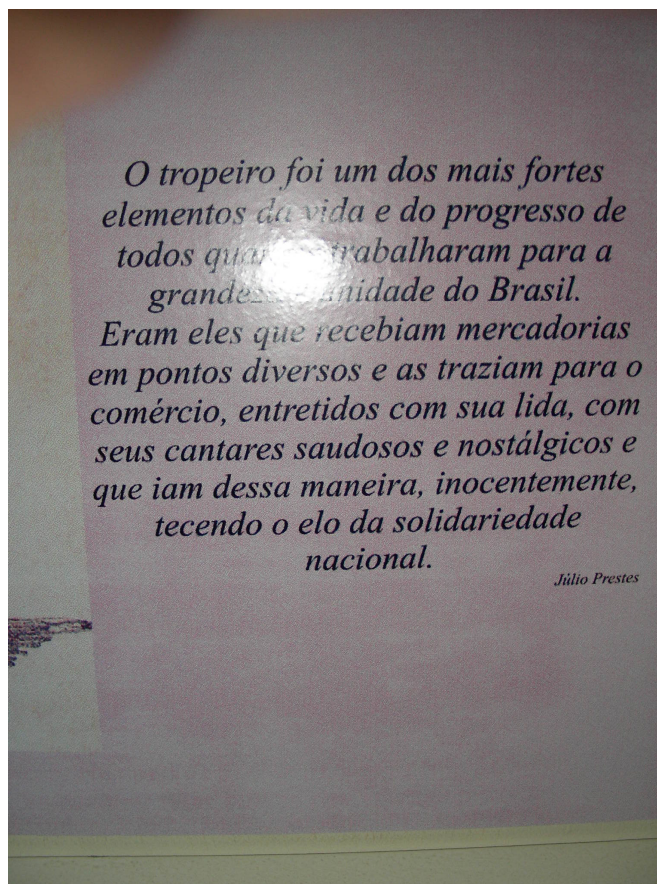 O tropeiro foi um dos mais fortes
elementos da vida e do progresso de
todos trabalharam para a
unidade do Brasil.
Eram eles que recebiam mercadorias
em pontos diversos e as traziam para o
comércio, entretidos com sua lida, com
seus cantares saudosos e nostálgicos e
que iam dessa maneira, inocentemente,
tecendo o elo da solidariedade
nacional.
Júlio Prestes